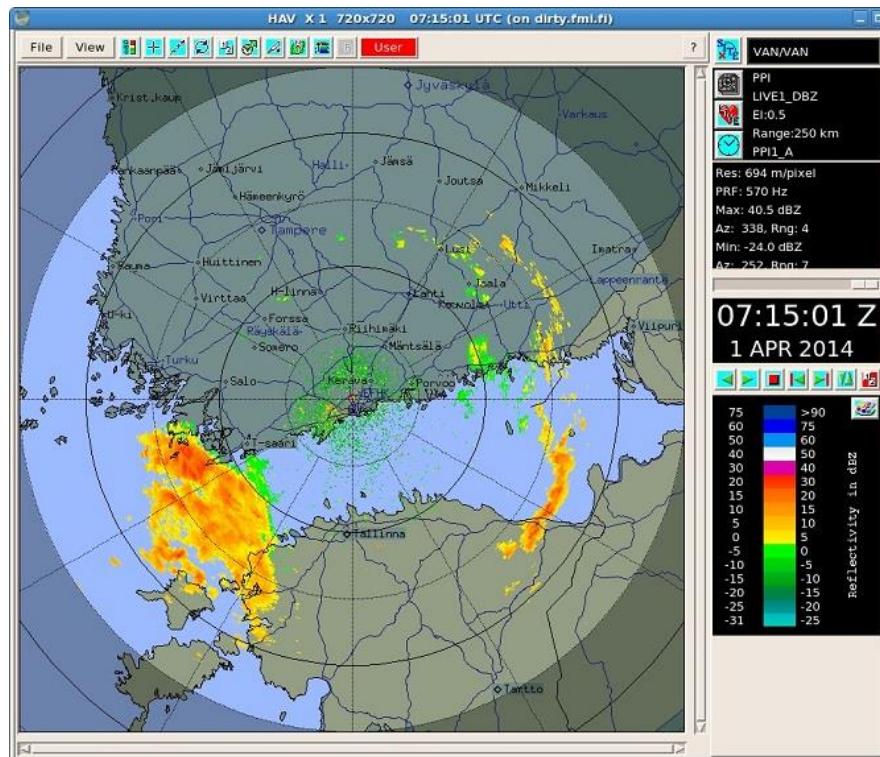 HAV X 1 720x720 07:15:01 UTC (on dirty.fmi.fi)
File View User ?
VAN/VAN
PPI
LIVE1_DBZ
El:0.5
Range:250 km
PPI1_A
Res: 694 m/pixel
PRF: 570 Hz
Max: 40.5 dBZ
Az: 338, Rng: 4
Min: -24.0 dBZ
Az: 252, Rng: 7
07:15:01 Z
1 APR 2014
75 >90
60 75
50 60
40 50
30 40
20 30
15 20
10 15
5 10
0 5
-5 0
-10 -5
-15 -10
-20 -15
-25 -20
-31 -25
Reflectivity in dBZ
Jyväskylä
Krist.kaup
Varkaus
Kankaanpää
Jämijärvi
Halli
Jämsä
Joutsa
Mikkeli
Hämeenkyrö
Pori
Tampere
Lusi
Imatra
Rauma
Huittinen
Virttaa
H-linna
Lahti
Jaala
Lappeenranta
Kouvola
Utti
U-ki
Forssa
Räyskälä
Riihimäki
Viipuri
Somero
Mäntsälä
Turku
Salo
Kerava
Porvoo
T-saari
Tallinna
Tartto